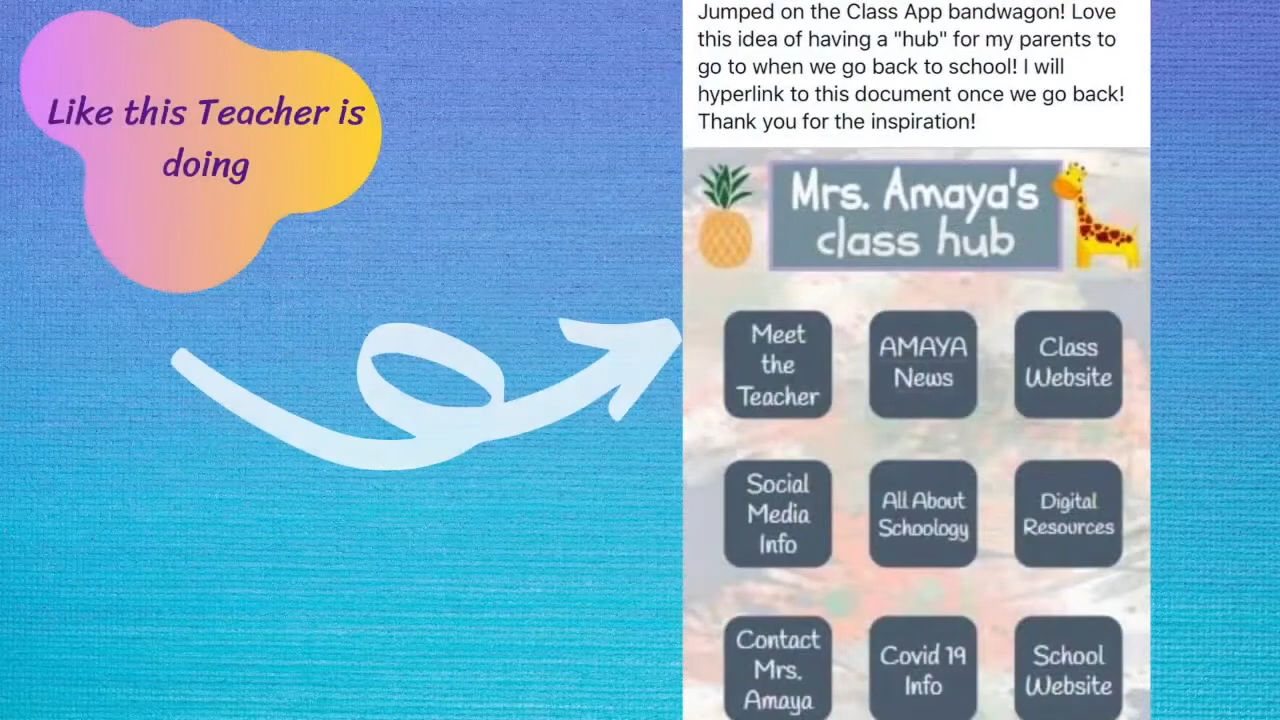 Like this Teacher is
doing
Jumped on the Class App bandwagon! Love
this idea of having a "hub" for my parents to
go to when we go back to school! I will
hyperlink to this document once we go back!
Thank you for the inspiration!
Mrs. Amaya's
class hub
Meet
the
Teacher
AMAYA
News
Class
Website
Social
Media
Info
All About
Schoology
Digital
Resources
Contact
Mrs.
Amaya
Covid 19
Info
School
Website